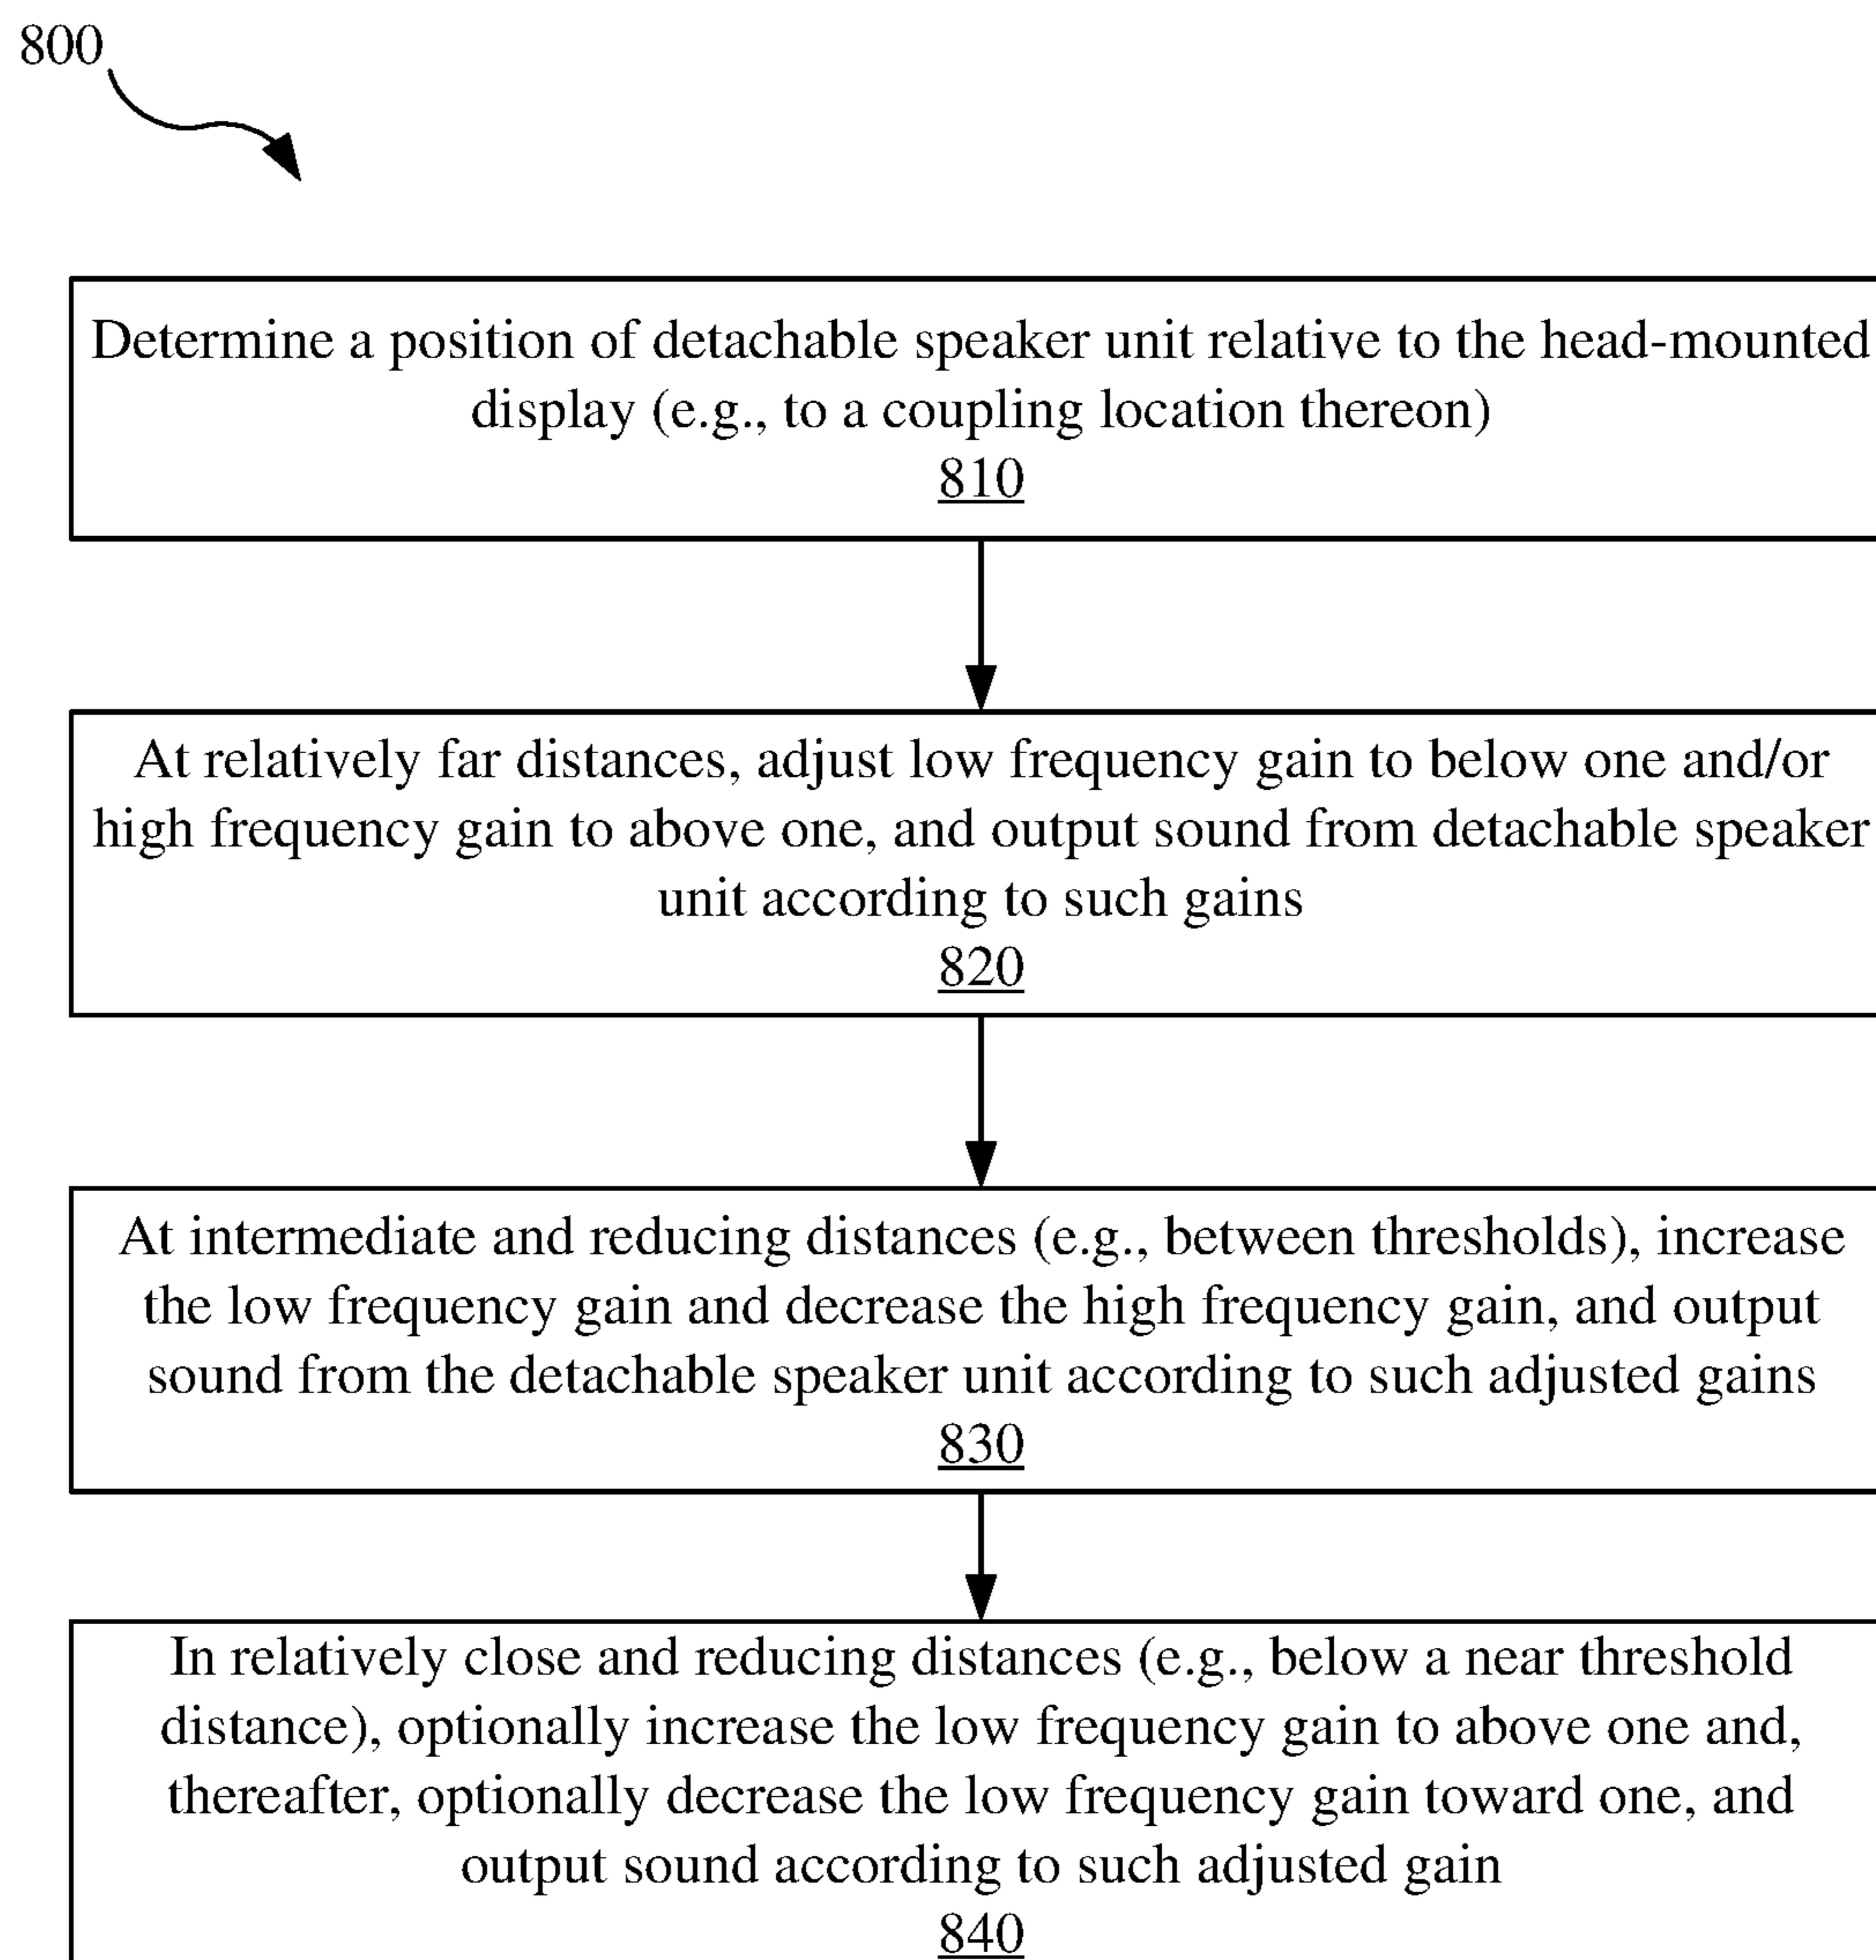 800
Determine a position of detachable speaker unit relative to the head-mounted
display (e.g., to a coupling location thereon)
810
At relatively far distances, adjust low frequency gain to below one and/or
high frequency gain to above one, and output sound from detachable speaker
unit according to such gains
820
At intermediate and reducing distances (e.g., between thresholds), increase
the low frequency gain and decrease the high frequency gain, and output
sound from the detachable speaker unit according to such adjusted gains
830
In relatively close and reducing distances (e.g., below a near threshold
distance), optionally increase the low frequency gain to above one and,
thereafter, optionally decrease the low frequency gain toward one, and
output sound according to such adjusted gain
840